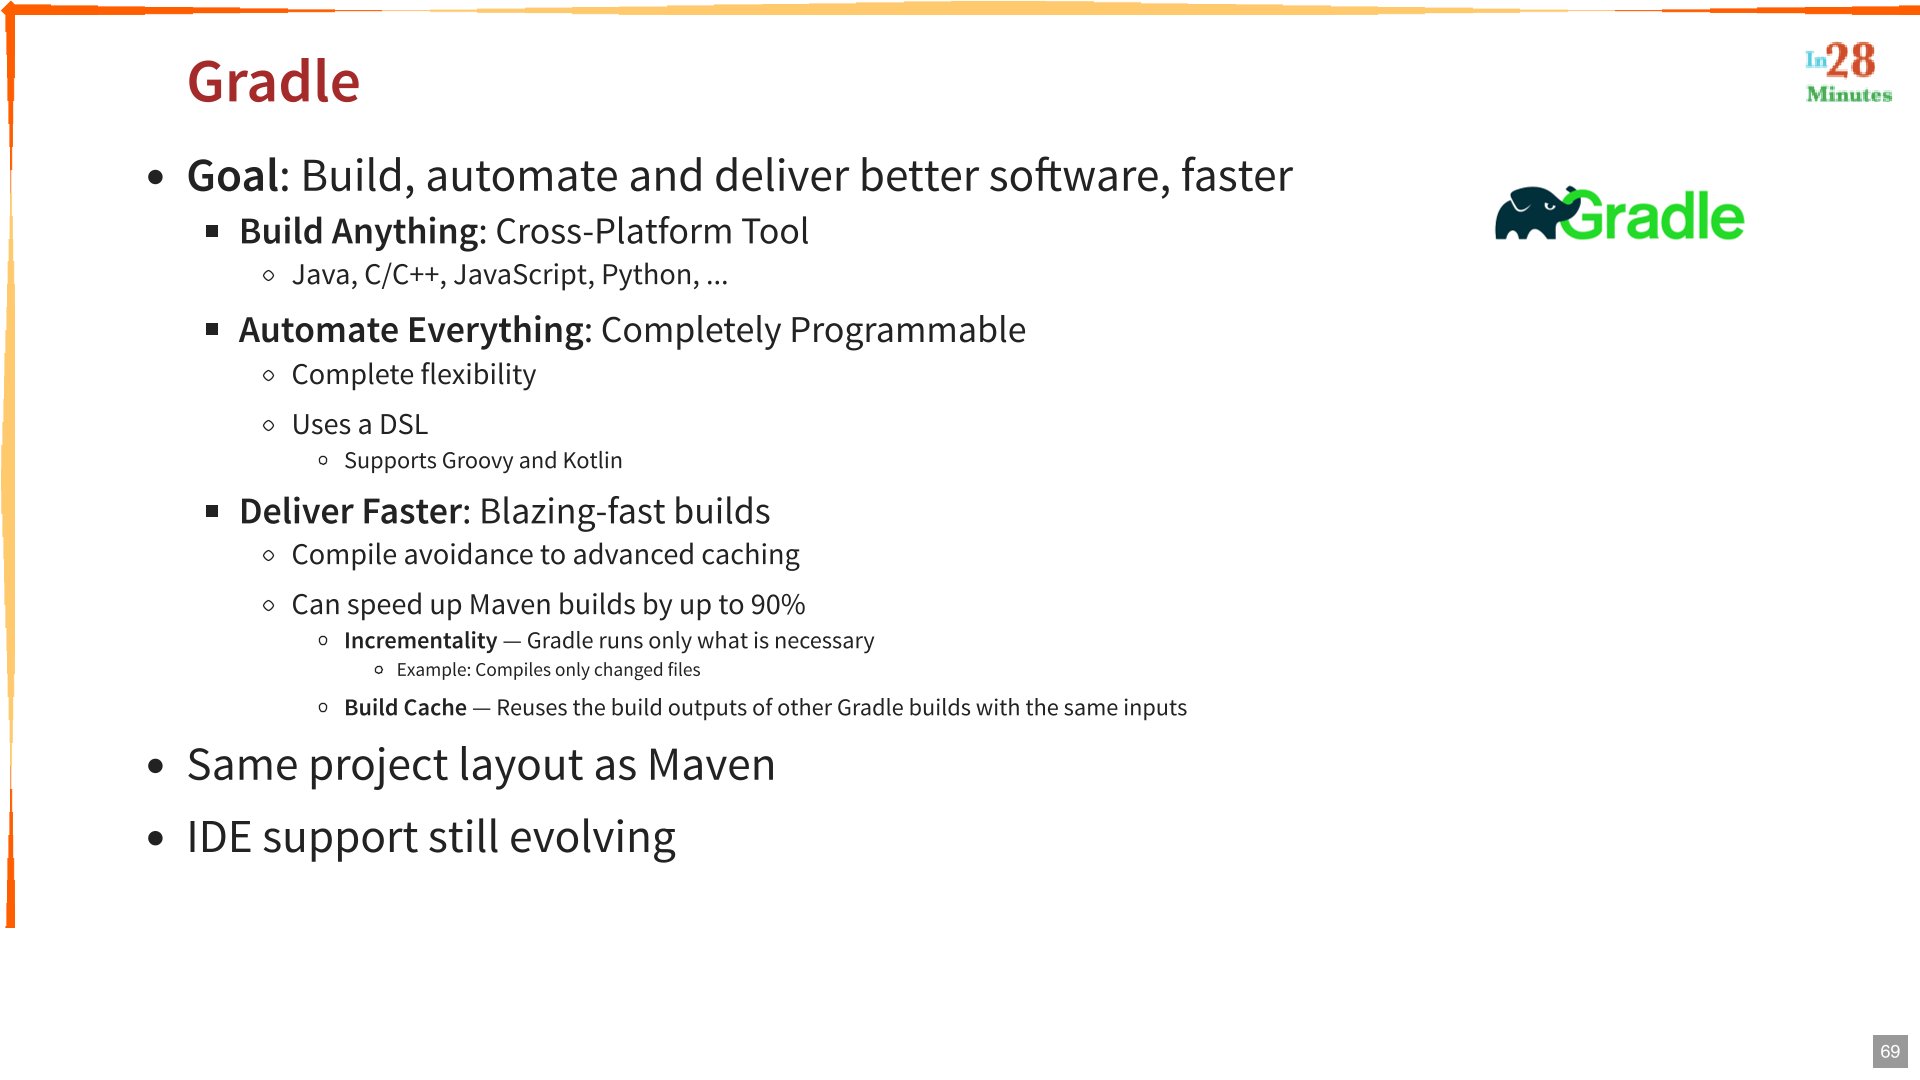 Gradle
In28
Minutes
• Goal: Build, automate and deliver better software, faster
Gradle
▪ Build Anything: Cross-Platform Tool
◦ Java, C/C++, JavaScript, Python, ...
▪ Automate Everything: Completely Programmable
◦ Complete flexibility
◦ Uses a DSL
◦ Supports Groovy and Kotlin
▪ Deliver Faster: Blazing-fast builds
◦ Compile avoidance to advanced caching
◦ Can speed up Maven builds by up to 90%
◦ Incrementality — Gradle runs only what is necessary
◦ Example: Compiles only changed files
◦ Build Cache — Reuses the build outputs of other Gradle builds with the same inputs
• Same project layout as Maven
• IDE support still evolving
69